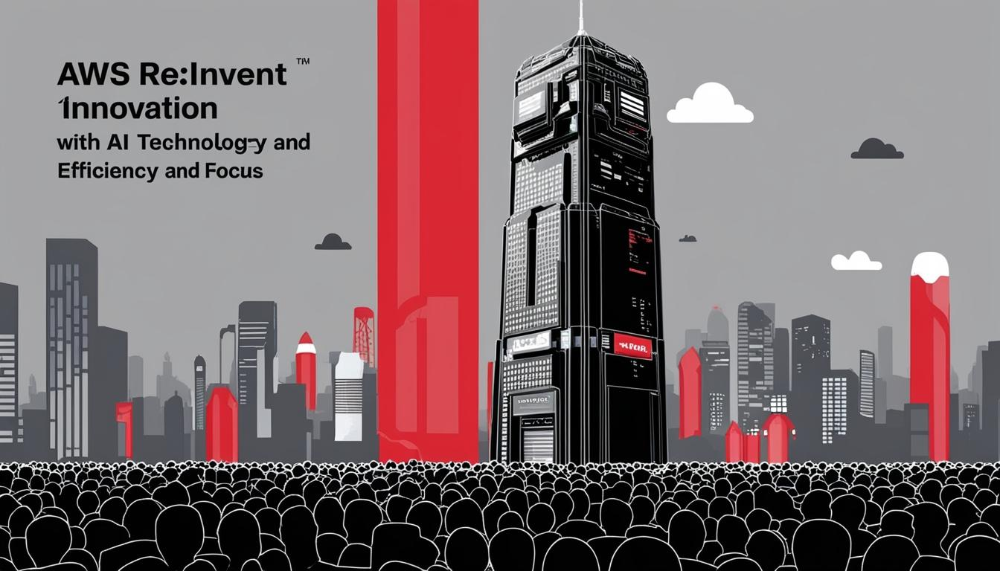 AWS Re:Invent ™
1nnovation
with AI Technology and
Efficiency and Focus